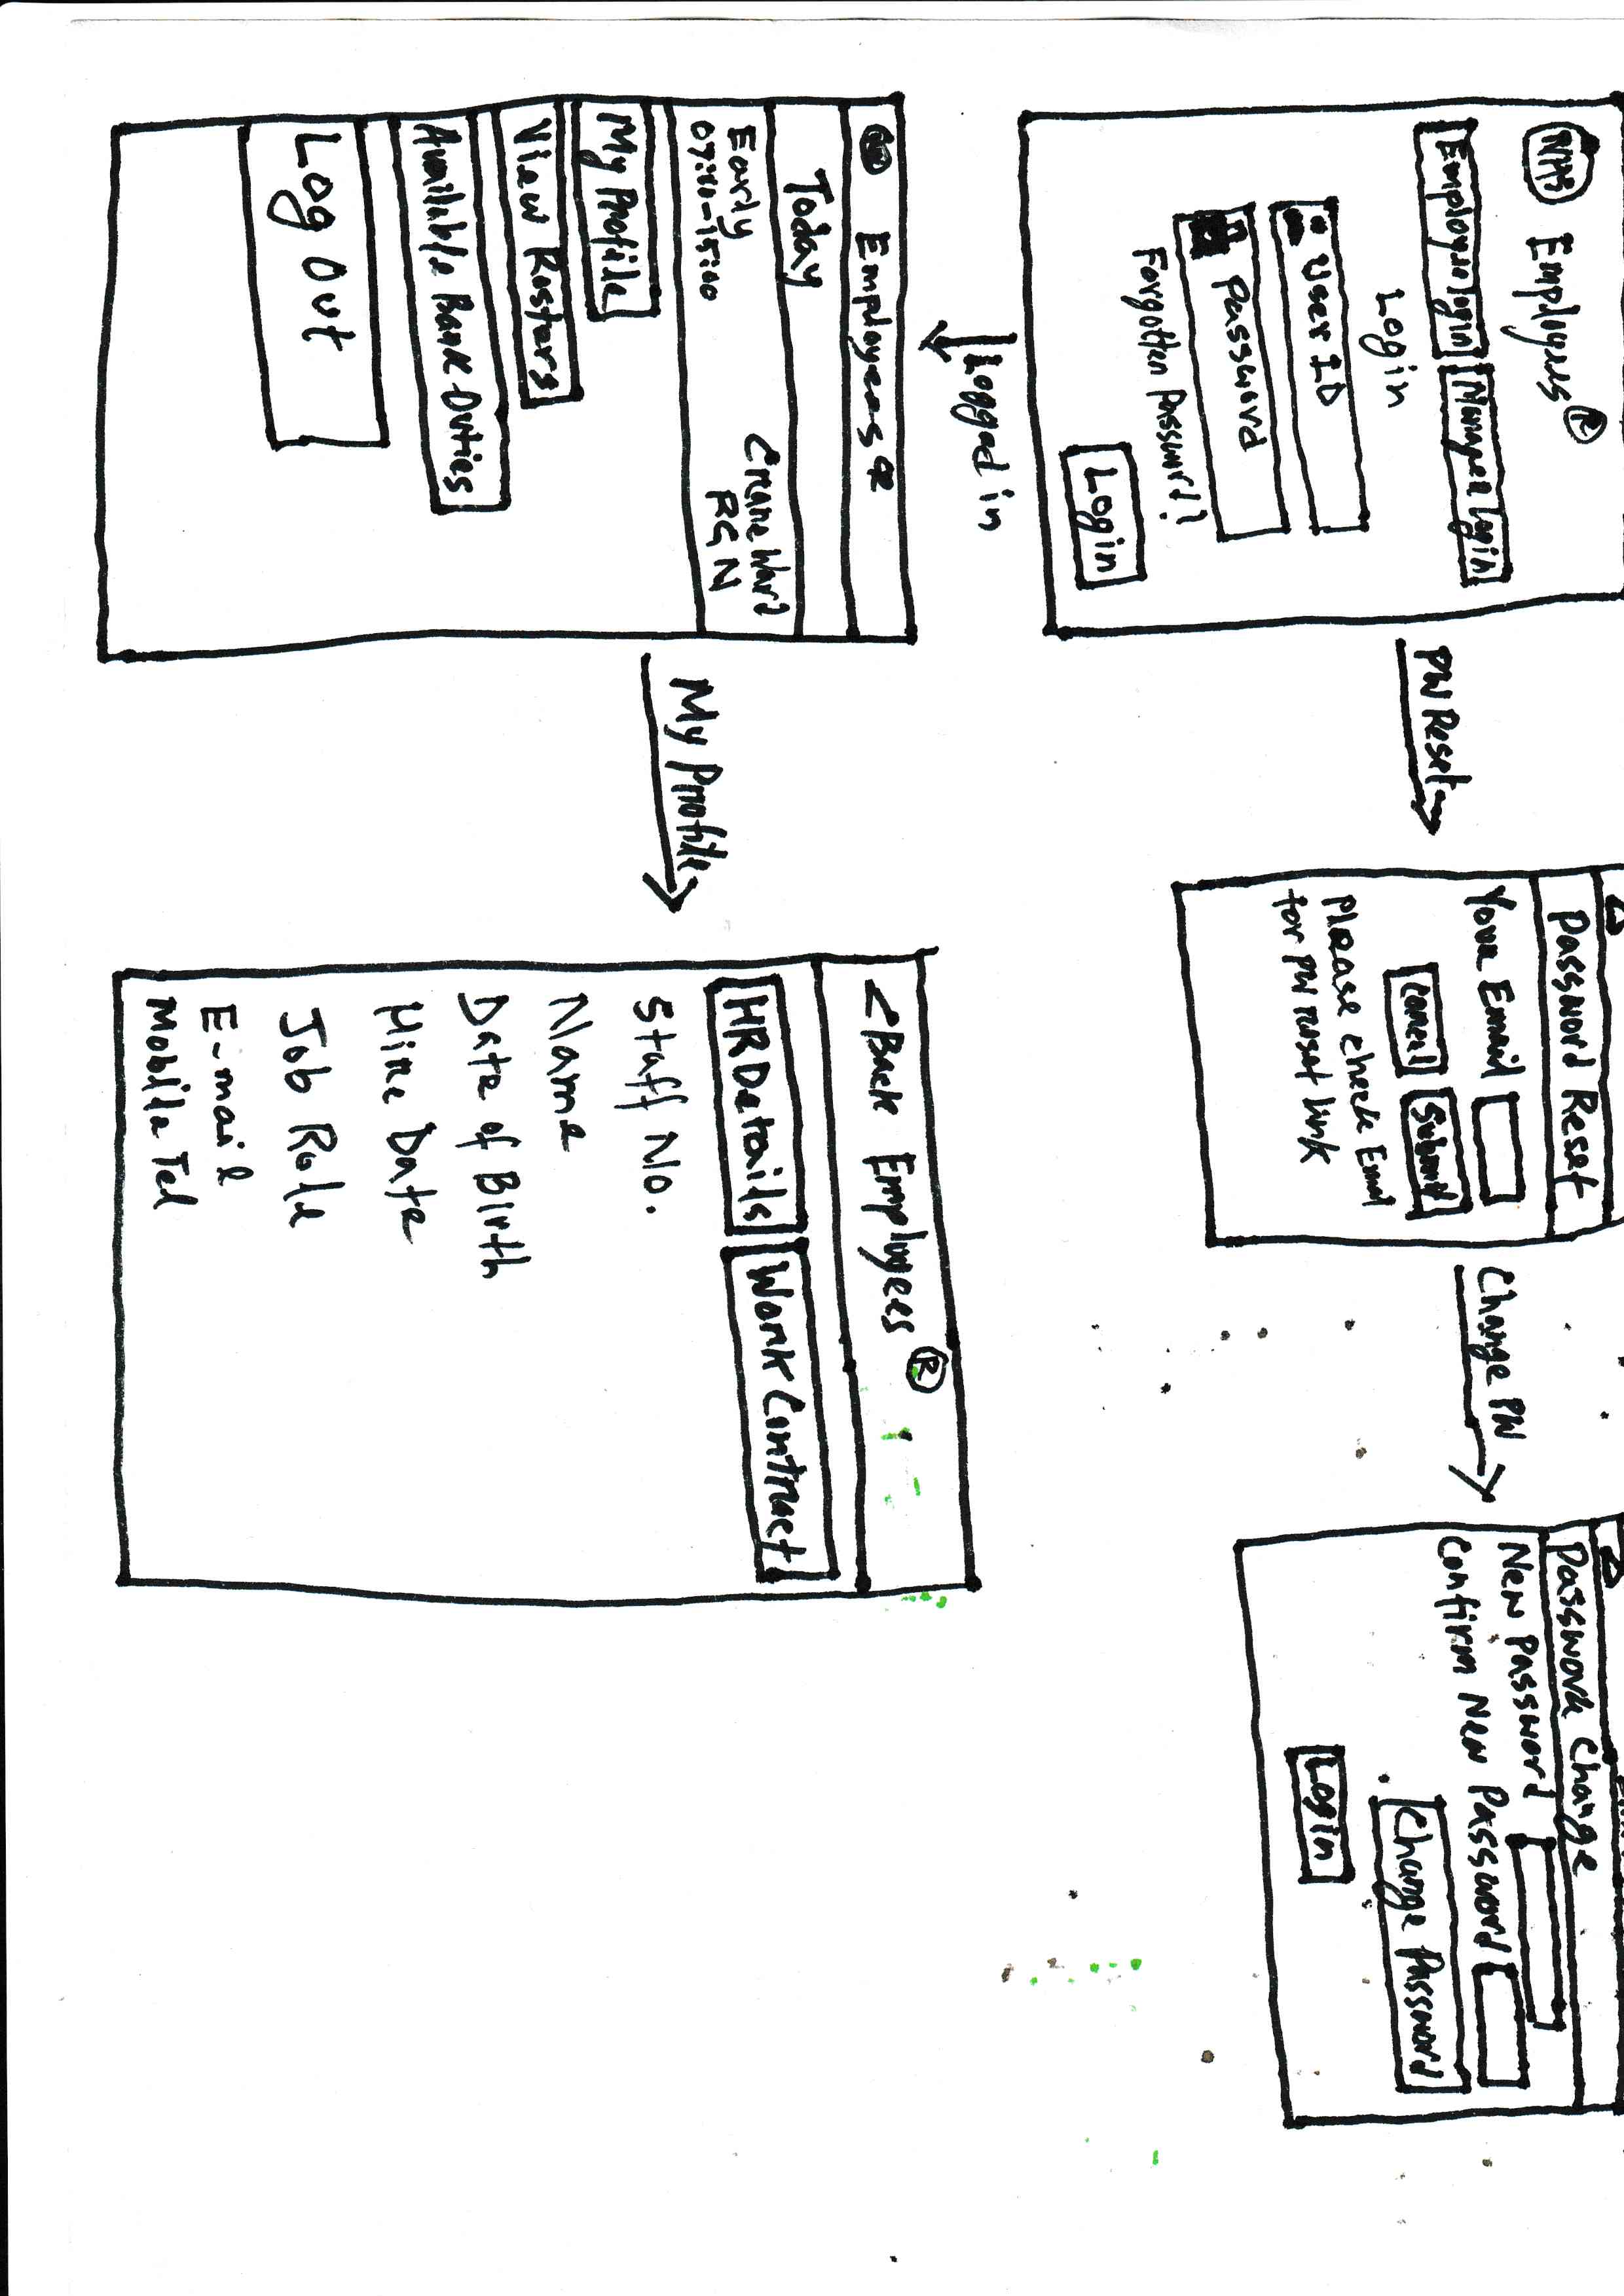 Employees ®
Employee login Manager Login
Login
User ID
Password
Forgotten Password?
Login
PW Reset
Password Reset
Your Email
Cancel Submit
Please check Email
for PW reset link
Change PW
Password Change
New Password
Confirm New Password
Change Password
Login
Logged in
Employees ®
Today
Early Crane Ward
07:00-15:00 RGN
My Profile
View Rosters
Available Bank Duties
Log Out
My Profile
<Back Employees ®
HR Details Work Contract
Staff No.
Name
Date of Birth
Hire Date
Job Role
E-mail
Mobile Tel